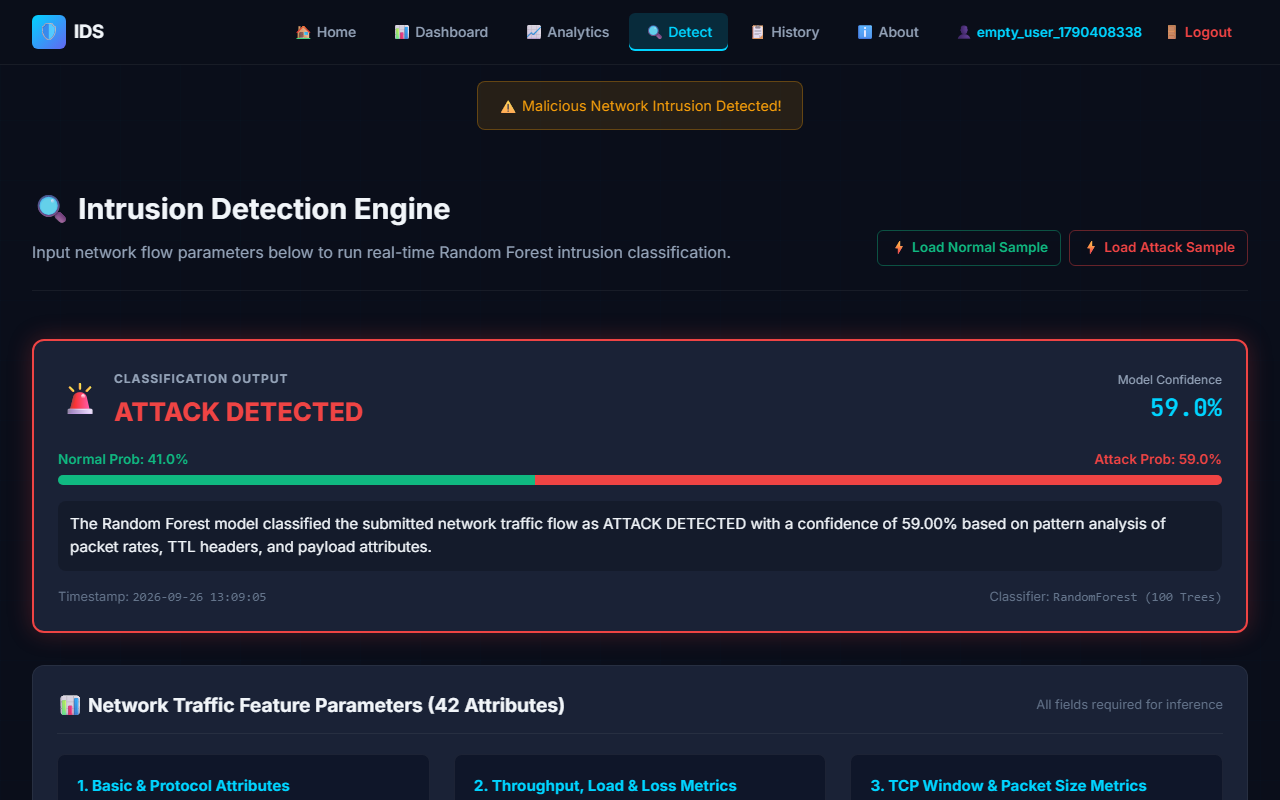 IDS
Home
Dashboard
Analytics
Detect
History
About
empty_user_1790408338
Logout
Malicious Network Intrusion Detected!
Intrusion Detection Engine
Input network flow parameters below to run real-time Random Forest intrusion classification.
Load Normal Sample
Load Attack Sample
CLASSIFICATION OUTPUT
ATTACK DETECTED
Model Confidence
59.0%
Normal Prob: 41.0%
Attack Prob: 59.0%
The Random Forest model classified the submitted network traffic flow as ATTACK DETECTED with a confidence of 59.00% based on pattern analysis of
packet rates, TTL headers, and payload attributes.
Timestamp: 2026-09-26 13:09:05
Classifier: RandomForest (100 Trees)
Network Traffic Feature Parameters (42 Attributes)
All fields required for inference
1. Basic & Protocol Attributes
2. Throughput, Load & Loss Metrics
3. TCP Window & Packet Size Metrics